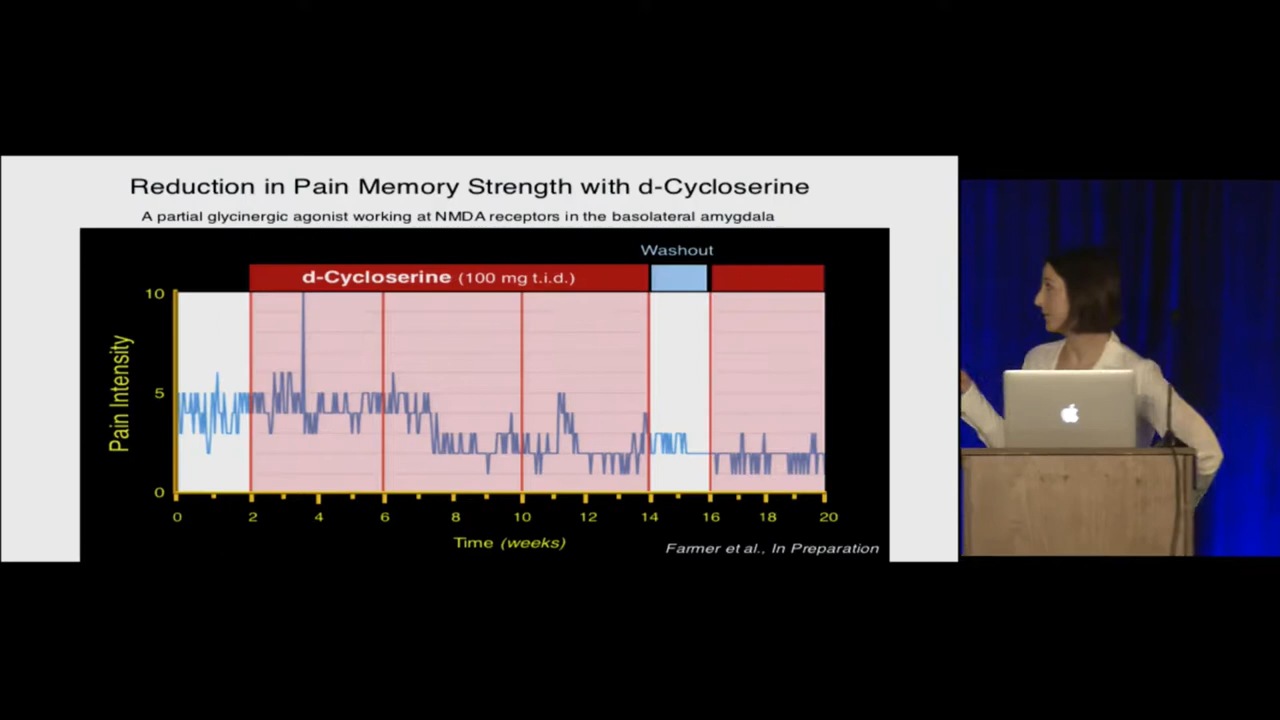 Reduction in Pain Memory Strength with d-Cycloserine
A partial glycinergic agonist working at NMDA receptors in the basolateral amygdala
Washout
d-Cycloserine (100 mg t.i.d.)
10
5
0
Pain Intensity
0 2 4 6 8 10 12 14 16 18 20
Time (weeks)
Farmer et al., In Preparation